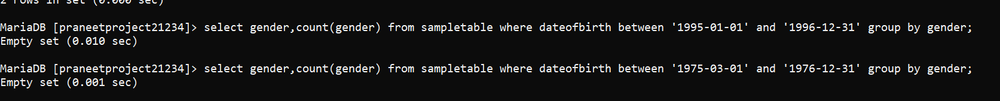 2 rows in set (0.000 sec)
MariaDB [praneetproject21234]> select gender,count(gender) from sampletable where dateofbirth between '1995-01-01' and '1996-12-31' group by gender;
Empty set (0.010 sec)
MariaDB [praneetproject21234]> select gender,count(gender) from sampletable where dateofbirth between '1975-03-01' and '1976-12-31' group by gender;
Empty set (0.001 sec)